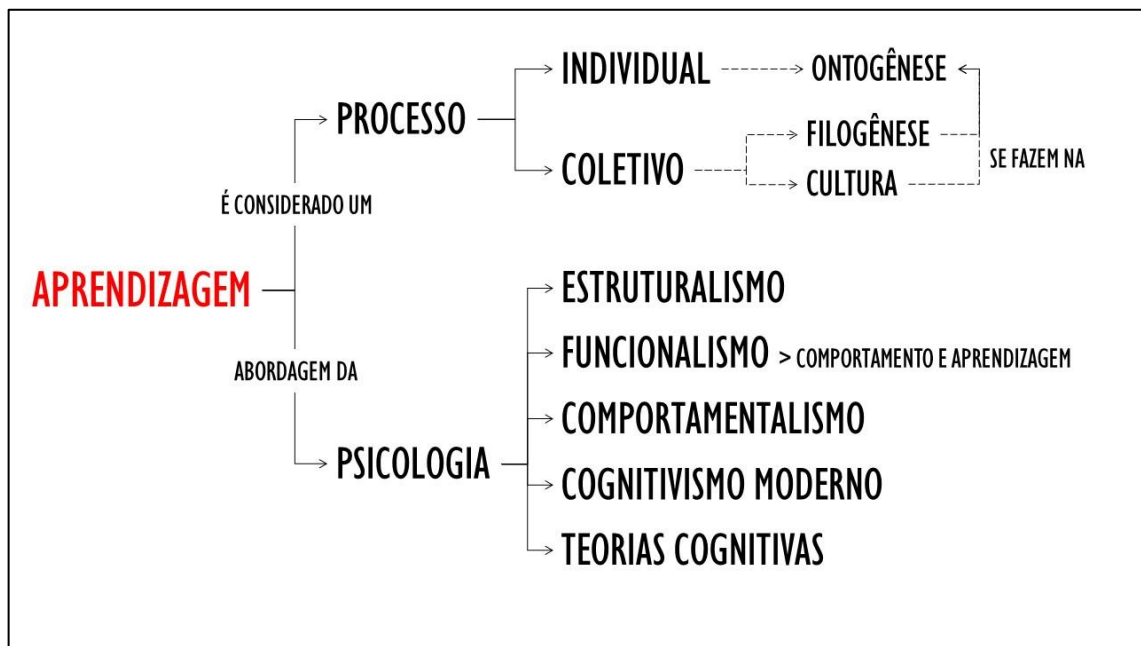 INDIVIDUAL
ONTOGÊNESE
PROCESSO
FILOGÊNESE
SE FAZEM NA
COLETIVO
CULTURA
É CONSIDERADO UM
APRENDIZAGEM
ABORDAGEM DA
ESTRUTURALISMO
FUNCIONALISMO > COMPORTAMENTO E APRENDIZAGEM
COMPORTAMENTALISMO
PSICOLOGIA
COGNITIVISMO MODERNO
TEORIAS COGNITIVAS